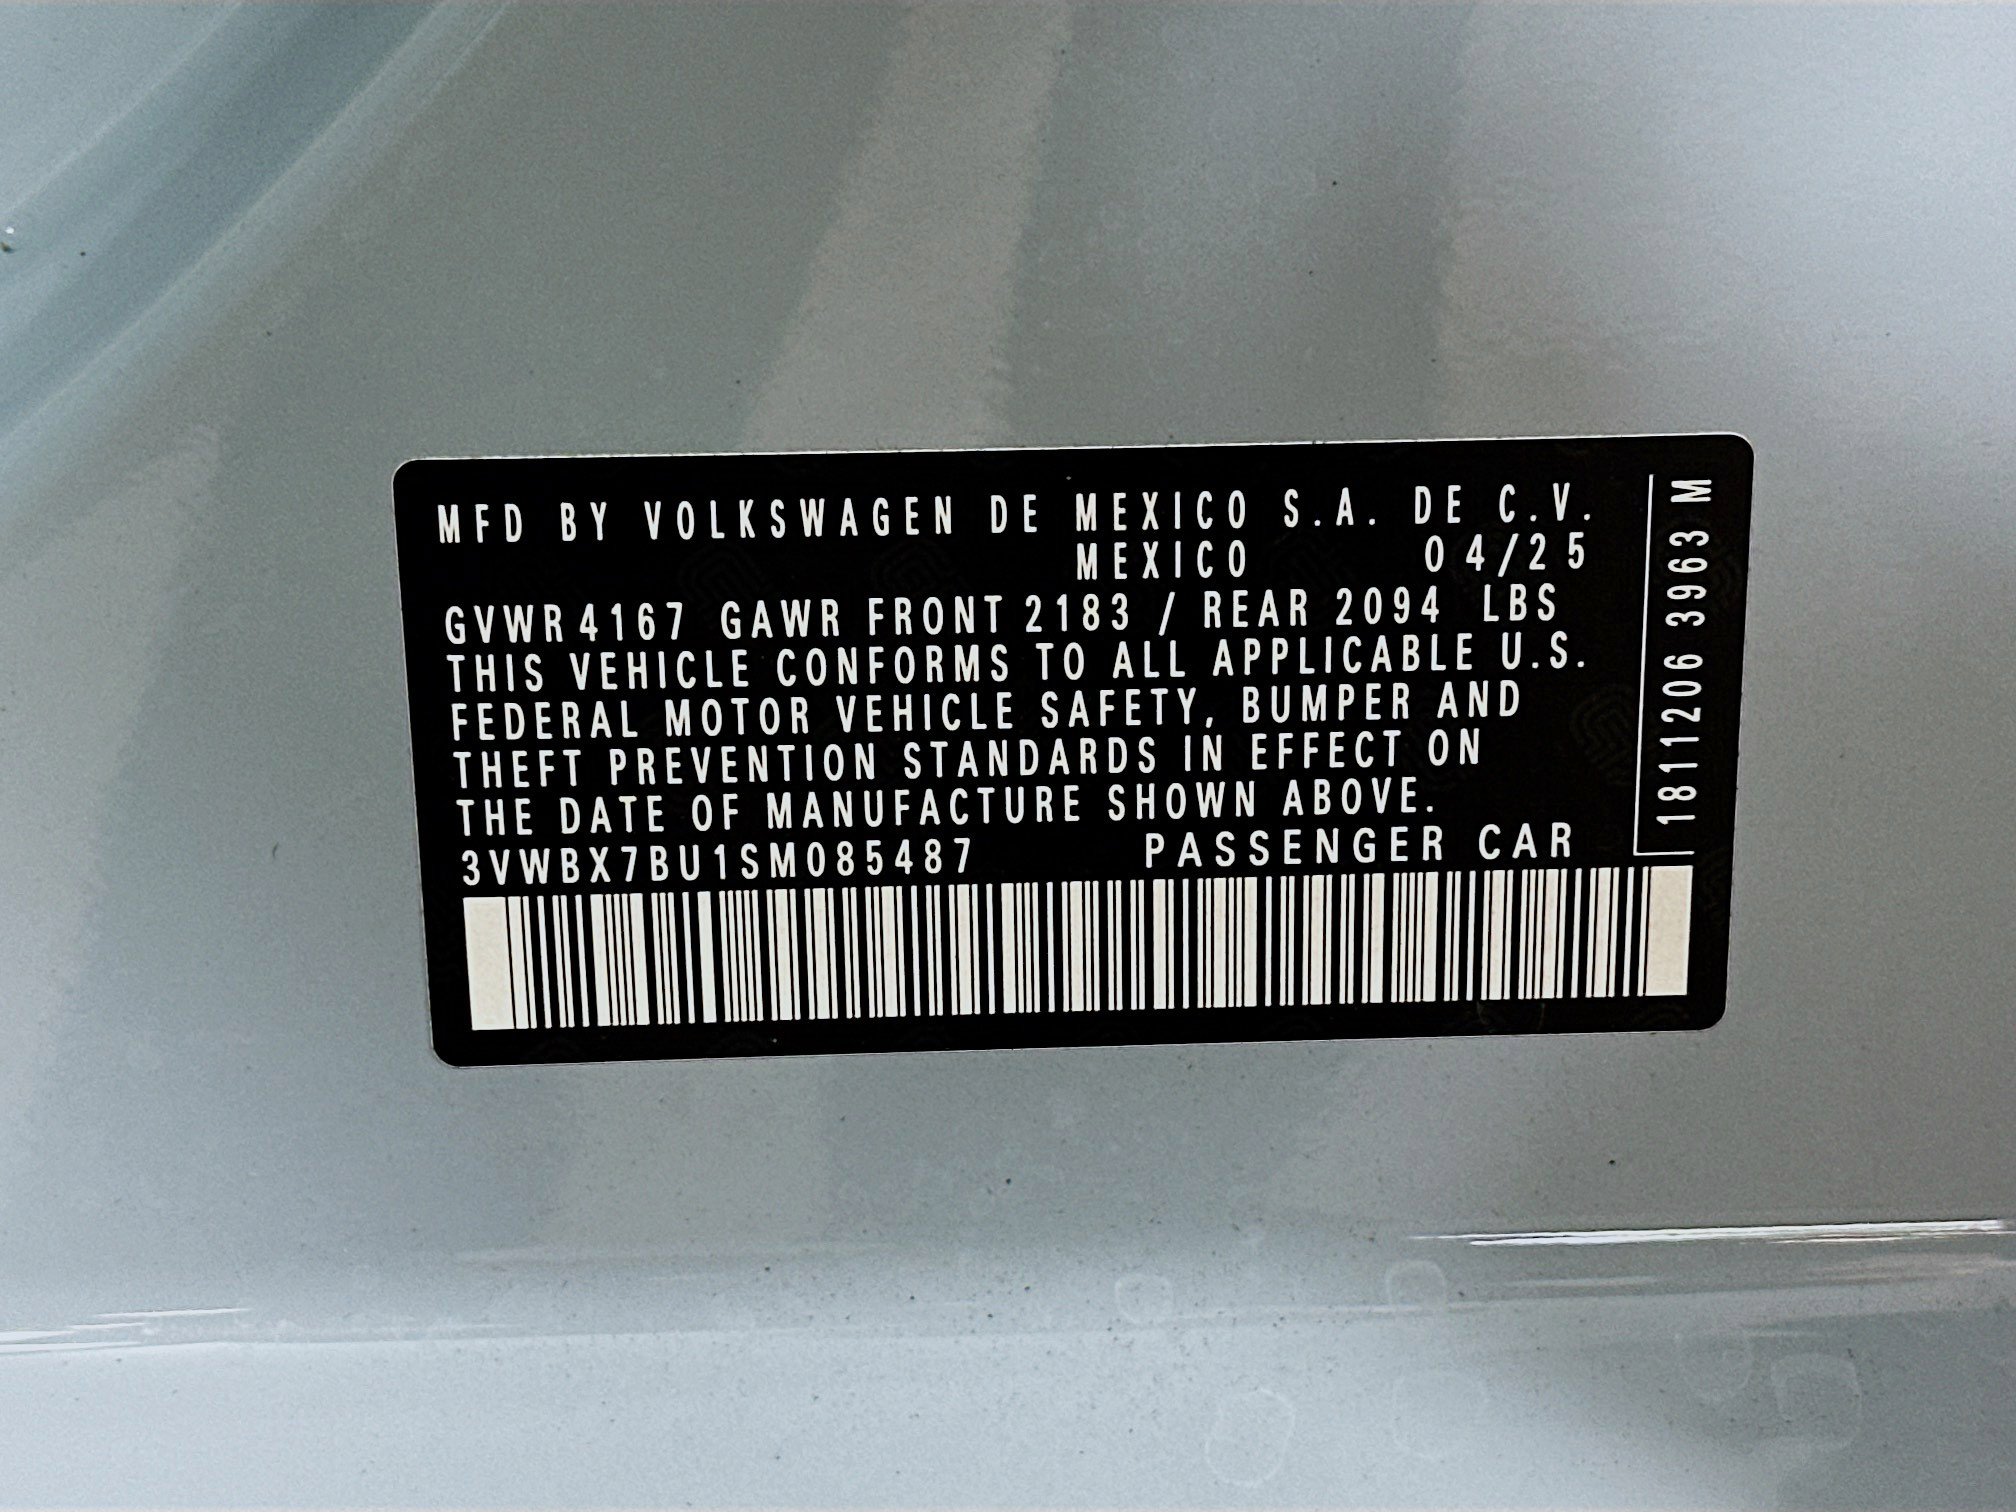 MFD BY VOLKSWAGEN DE MEXICO S.A. DE C.V.
MEXICO 04/25
GVWR 4167 GAWR FRONT 2183 / REAR 2094 LBS
THIS VEHICLE CONFORMS TO ALL APPLICABLE U.S.
FEDERAL MOTOR VEHICLE SAFETY, BUMPER AND
THEFT PREVENTION STANDARDS IN EFFECT ON
THE DATE OF MANUFACTURE SHOWN ABOVE.
3VWBX7BU1SM085487 PASSENGER CAR
1811206 3963 M